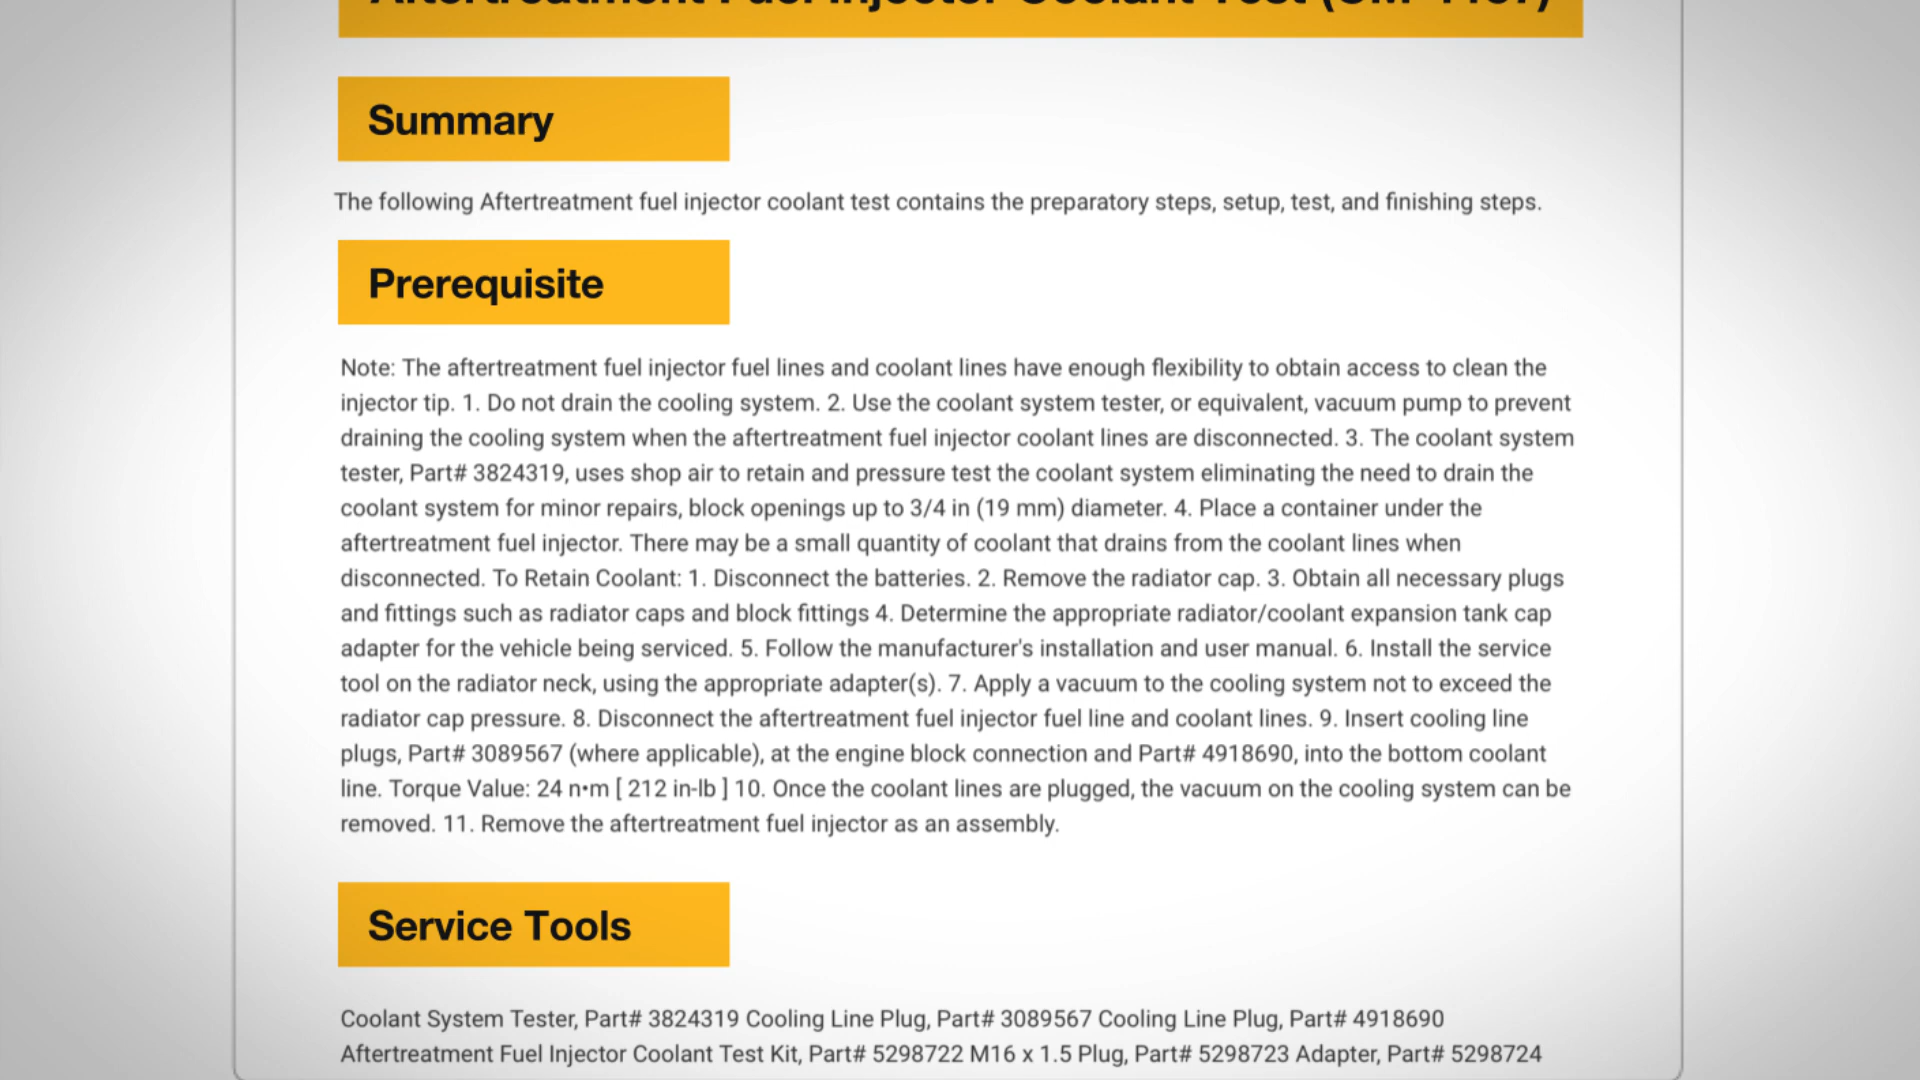 Aftertreatment Fuel Injector Coolant Test
Summary
The following Aftertreatment fuel injector coolant test contains the preparatory steps, setup, test, and finishing steps.
Prerequisite
Note: The aftertreatment fuel injector fuel lines and coolant lines have enough flexibility to obtain access to clean the
injector tip. 1. Do not drain the cooling system. 2. Use the coolant system tester, or equivalent, vacuum pump to prevent
draining the cooling system when the aftertreatment fuel injector coolant lines are disconnected. 3. The coolant system
tester, Part# 3824319, uses shop air to retain and pressure test the coolant system eliminating the need to drain the
coolant system for minor repairs, block openings up to 3/4 in (19 mm) diameter. 4. Place a container under the
aftertreatment fuel injector. There may be a small quantity of coolant that drains from the coolant lines when
disconnected. To Retain Coolant: 1. Disconnect the batteries. 2. Remove the radiator cap. 3. Obtain all necessary plugs
and fittings such as radiator caps and block fittings 4. Determine the appropriate radiator/coolant expansion tank cap
adapter for the vehicle being serviced. 5. Follow the manufacturer's installation and user manual. 6. Install the service
tool on the radiator neck, using the appropriate adapter(s). 7. Apply a vacuum to the cooling system not to exceed the
radiator cap pressure. 8. Disconnect the aftertreatment fuel injector fuel line and coolant lines. 9. Insert cooling line
plugs, Part# 3089567 (where applicable), at the engine block connection and Part# 4918690, into the bottom coolant
line. Torque Value: 24 n•m [ 212 in-lb ] 10. Once the coolant lines are plugged, the vacuum on the cooling system can be
removed. 11. Remove the aftertreatment fuel injector as an assembly.
Service Tools
Coolant System Tester, Part# 3824319 Cooling Line Plug, Part# 3089567 Cooling Line Plug, Part# 4918690
Aftertreatment Fuel Injector Coolant Test Kit, Part# 5298722 M16 x 1.5 Plug, Part# 5298723 Adapter, Part# 5298724